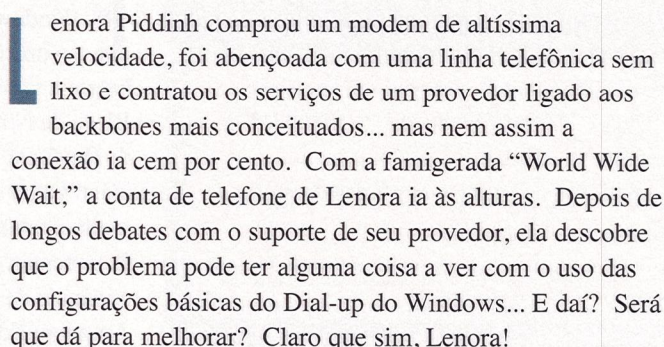 Lenora Piddinh comprou um modem de altíssima
velocidade, foi abençoada com uma linha telefônica sem
lixo e contratou os serviços de um provedor ligado aos
backbones mais conceituados... mas nem assim a
conexão ia cem por cento.  Com a famigerada “World Wide
Wait,” a conta de telefone de Lenora ia às alturas.  Depois de
longos debates com o suporte de seu provedor, ela descobre
que o problema pode ter alguma coisa a ver com o uso das
configurações básicas do Dial-up do Windows... E daí?  Será
que dá para melhorar?  Claro que sim, Lenora!